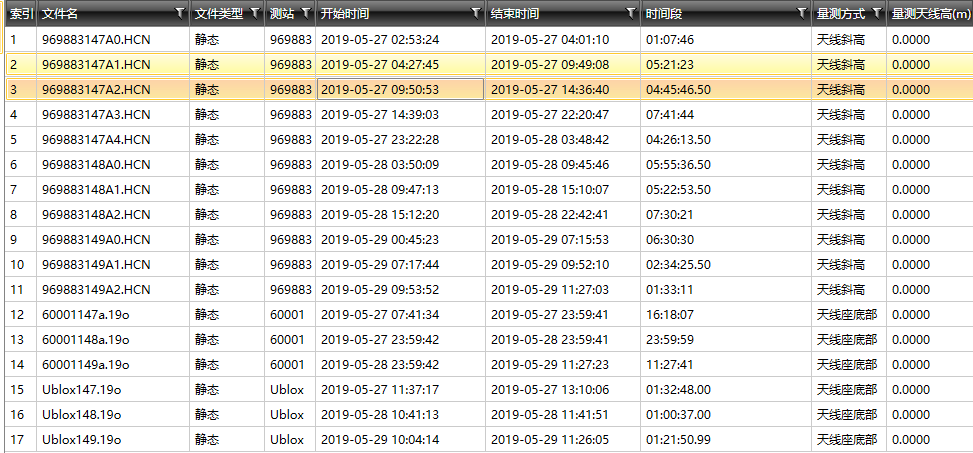 索引 文件名 文件类型 测站 开始时间 结束时间 时间段 量测方式 量测天线高(m)
1 969883147A0.HCN 静态 969883 2019-05-27 02:53:24 2019-05-27 04:01:10 01:07:46 天线斜高 0.0000
2 969883147A1.HCN 静态 969883 2019-05-27 04:27:45 2019-05-27 09:49:08 05:21:23 天线斜高 0.0000
3 969883147A2.HCN 静态 969883 2019-05-27 09:50:53 2019-05-27 14:36:40 04:45:46.50 天线斜高 0.0000
4 969883147A3.HCN 静态 969883 2019-05-27 14:39:03 2019-05-27 22:20:47 07:41:44 天线斜高 0.0000
5 969883147A4.HCN 静态 969883 2019-05-27 23:22:28 2019-05-28 03:48:42 04:26:13.50 天线斜高 0.0000
6 969883148A0.HCN 静态 969883 2019-05-28 03:50:09 2019-05-28 09:45:46 05:55:36.50 天线斜高 0.0000
7 969883148A1.HCN 静态 969883 2019-05-28 09:47:13 2019-05-28 15:10:07 05:22:53.50 天线斜高 0.0000
8 969883148A2.HCN 静态 969883 2019-05-28 15:12:20 2019-05-28 22:42:41 07:30:21 天线斜高 0.0000
9 969883149A0.HCN 静态 969883 2019-05-29 00:45:23 2019-05-29 07:15:53 06:30:30 天线斜高 0.0000
10 969883149A1.HCN 静态 969883 2019-05-29 07:17:44 2019-05-29 09:52:10 02:34:25.50 天线斜高 0.0000
11 969883149A2.HCN 静态 969883 2019-05-29 09:53:52 2019-05-29 11:27:03 01:33:11 天线斜高 0.0000
12 60001147a.19o 静态 60001 2019-05-27 07:41:34 2019-05-27 23:59:41 16:18:07 天线座底部 0.0000
13 60001148a.19o 静态 60001 2019-05-27 23:59:42 2019-05-28 23:59:41 23:59:59 天线座底部 0.0000
14 60001149a.19o 静态 60001 2019-05-28 23:59:42 2019-05-29 11:27:23 11:27:41 天线座底部 0.0000
15 Ublox147.19o 静态 Ublox 2019-05-27 11:37:17 2019-05-27 13:10:06 01:32:48.00 天线座底部 0.0000
16 Ublox148.19o 静态 Ublox 2019-05-28 10:41:13 2019-05-28 11:41:51 01:00:37.00 天线座底部 0.0000
17 Ublox149.19o 静态 Ublox 2019-05-29 10:04:14 2019-05-29 11:26:05 01:21:50.99 天线座底部 0.0000